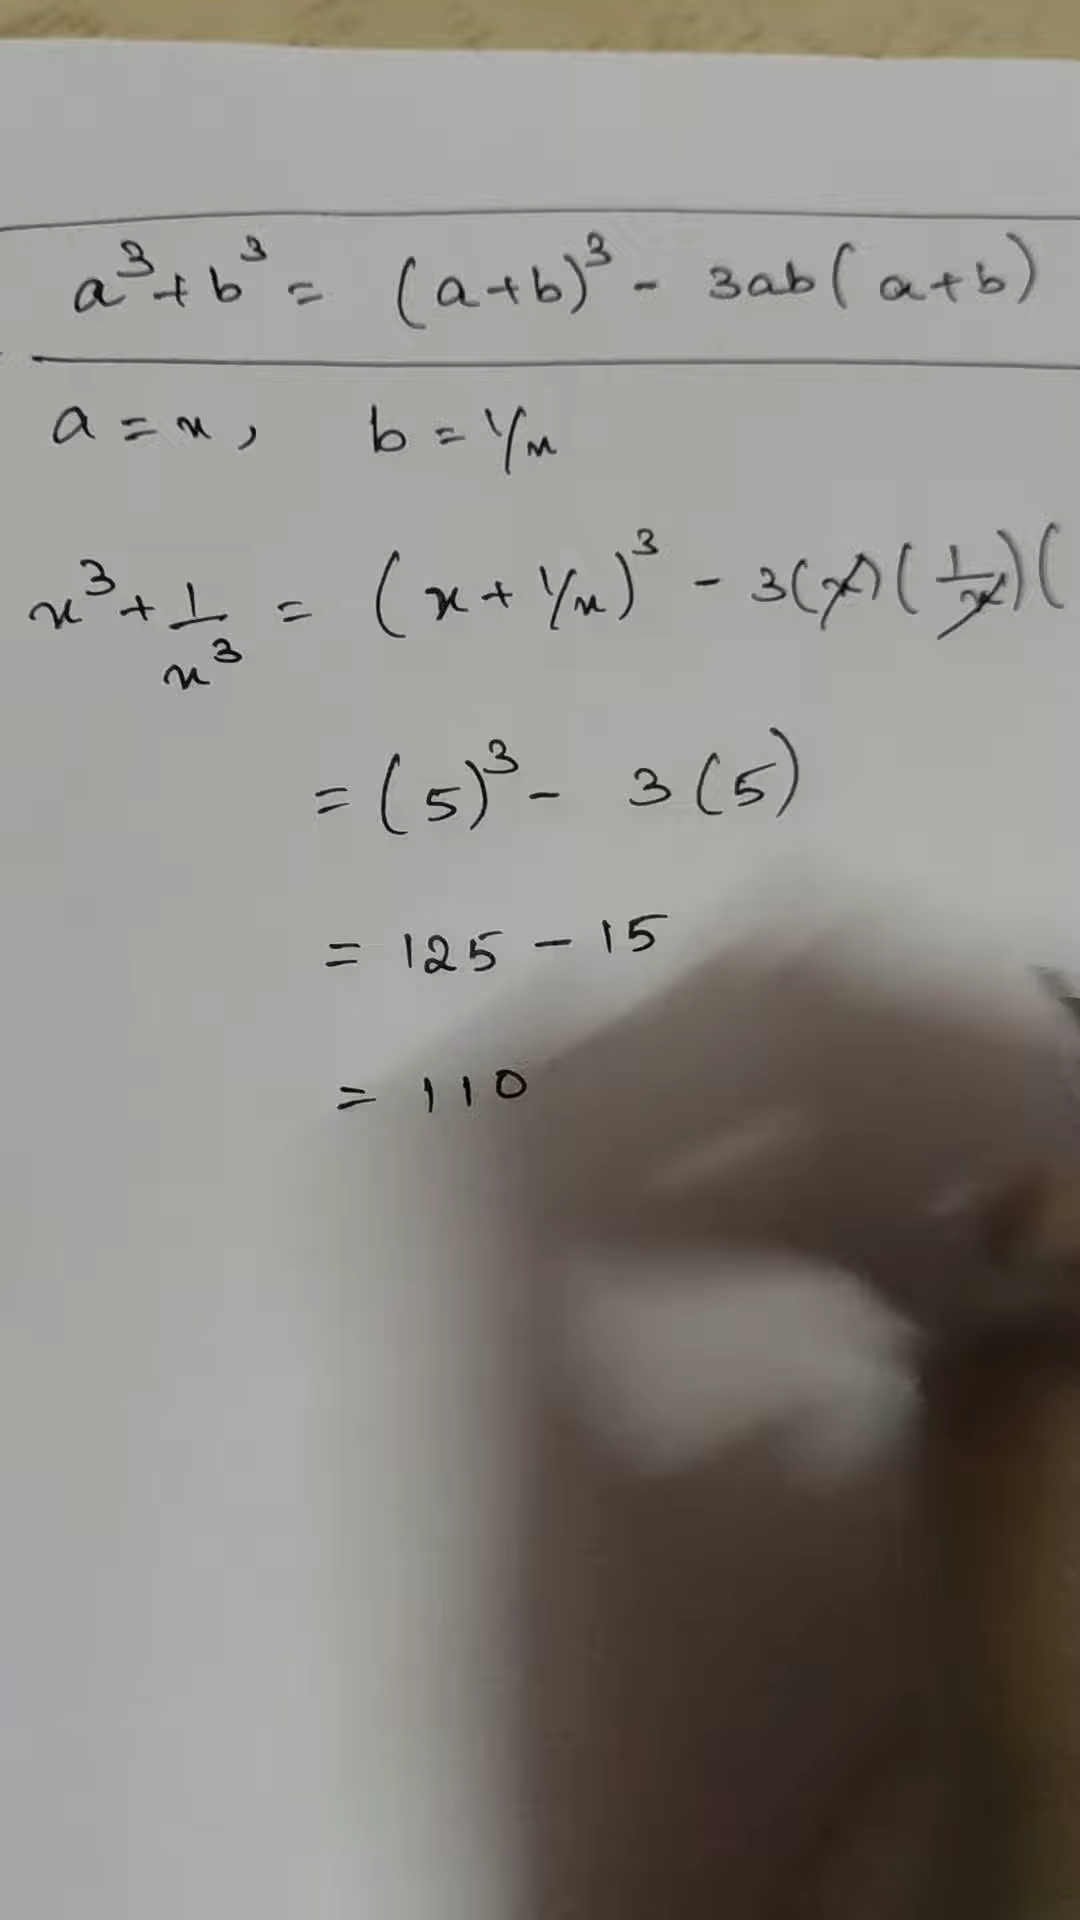 a³+b³ = (a+b)³ - 3ab(a+b)
a = x, b = 1/x
x³ + 1/x³ = (x + 1/x)³ - 3(x)(1/x)(
= (5)³ - 3(5)
= 125 - 15
= 110